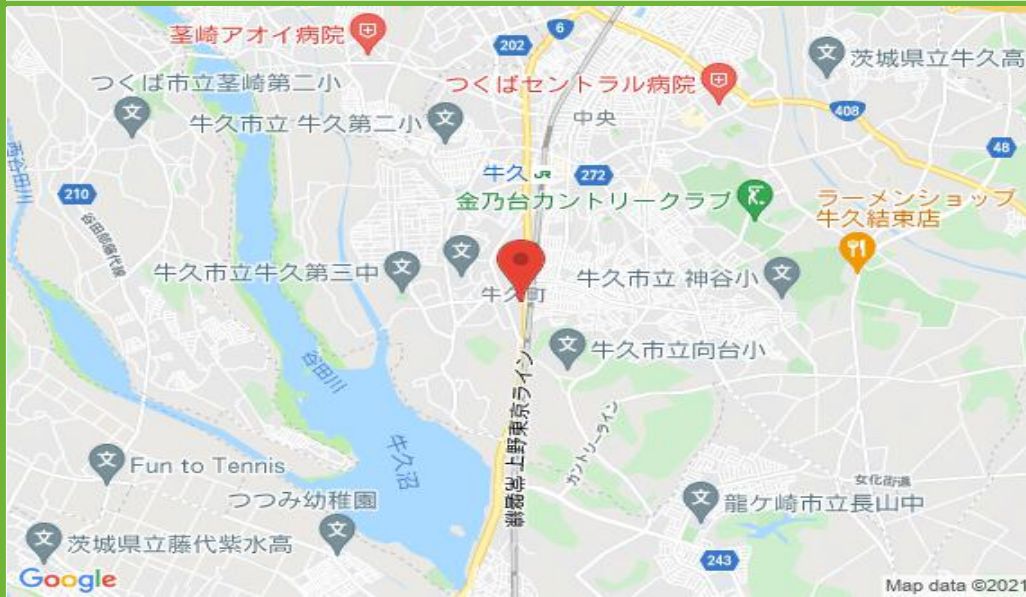 茎崎アオイ病院
202
6
茨城県立牛久高
つくば市立茎崎第二小
つくばセントラル病院
408
牛久市立 牛久第二小
中央
48
西谷田川
牛久 JR
272
210
金乃台カントリークラブ
ラーメンショップ
牛久結束店
谷田部藤代線
牛久市立牛久第三中
牛久市立 神谷小
牛久町
牛久市立向台小
谷田川
上野東京ライン
カントリーライン
牛久沼
Fun to Tennis
女化街道
つつみ幼稚園
龍ケ崎市立長山中
茨城県立藤代紫水高
243
Google
Map data ©2021